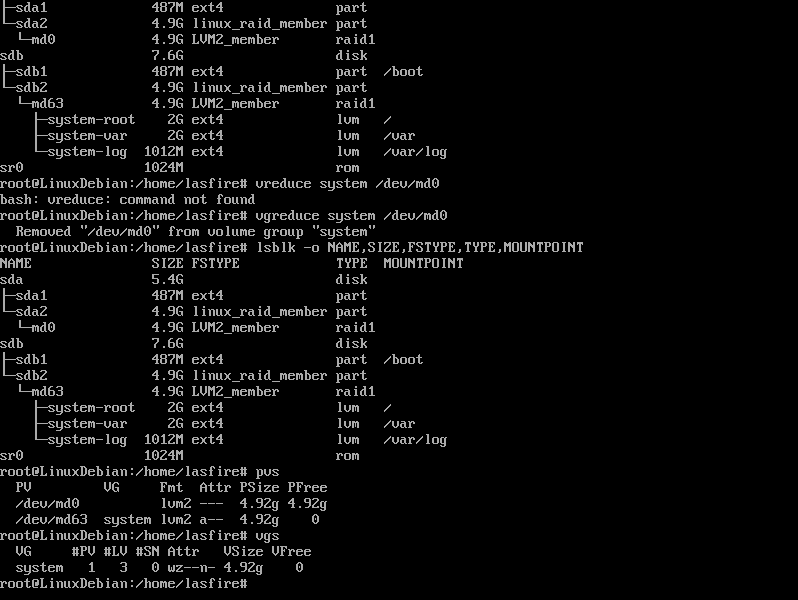 ├─sda1             487M ext4              part
└─sda2             4.9G linux_raid_member part
  └─md0            4.9G LVM2_member       raid1
sdb                7.6G                   disk
├─sdb1             487M ext4              part  /boot
└─sdb2             4.9G linux_raid_member part
  └─md63           4.9G LVM2_member       raid1
    ├─system-root    2G ext4              lvm   /
    ├─system-var     2G ext4              lvm   /var
    └─system-log  1012M ext4              lvm   /var/log
sr0               1024M                   rom
root@LinuxDebian:/home/lasfire# vreduce system /dev/md0
bash: vreduce: command not found
root@LinuxDebian:/home/lasfire# vgreduce system /dev/md0
  Removed "/dev/md0" from volume group "system"
root@LinuxDebian:/home/lasfire# lsblk -o NAME,SIZE,FSTYPE,TYPE,MOUNTPOINT
NAME               SIZE FSTYPE            TYPE  MOUNTPOINT
sda                5.4G                   disk
├─sda1             487M ext4              part
└─sda2             4.9G linux_raid_member part
  └─md0            4.9G LVM2_member       raid1
sdb                7.6G                   disk
├─sdb1             487M ext4              part  /boot
└─sdb2             4.9G linux_raid_member part
  └─md63           4.9G LVM2_member       raid1
    ├─system-root    2G ext4              lvm   /
    ├─system-var     2G ext4              lvm   /var
    └─system-log  1012M ext4              lvm   /var/log
sr0               1024M                   rom
root@LinuxDebian:/home/lasfire# pvs
  PV         VG     Fmt  Attr PSize PFree
  /dev/md0          lvm2 ---  4.92g 4.92g
  /dev/md63  system lvm2 a--  4.92g    0
root@LinuxDebian:/home/lasfire# vgs
  VG     #PV #LV #SN Attr   VSize VFree
  system   1   3   0 wz--n- 4.92g    0
root@LinuxDebian:/home/lasfire#